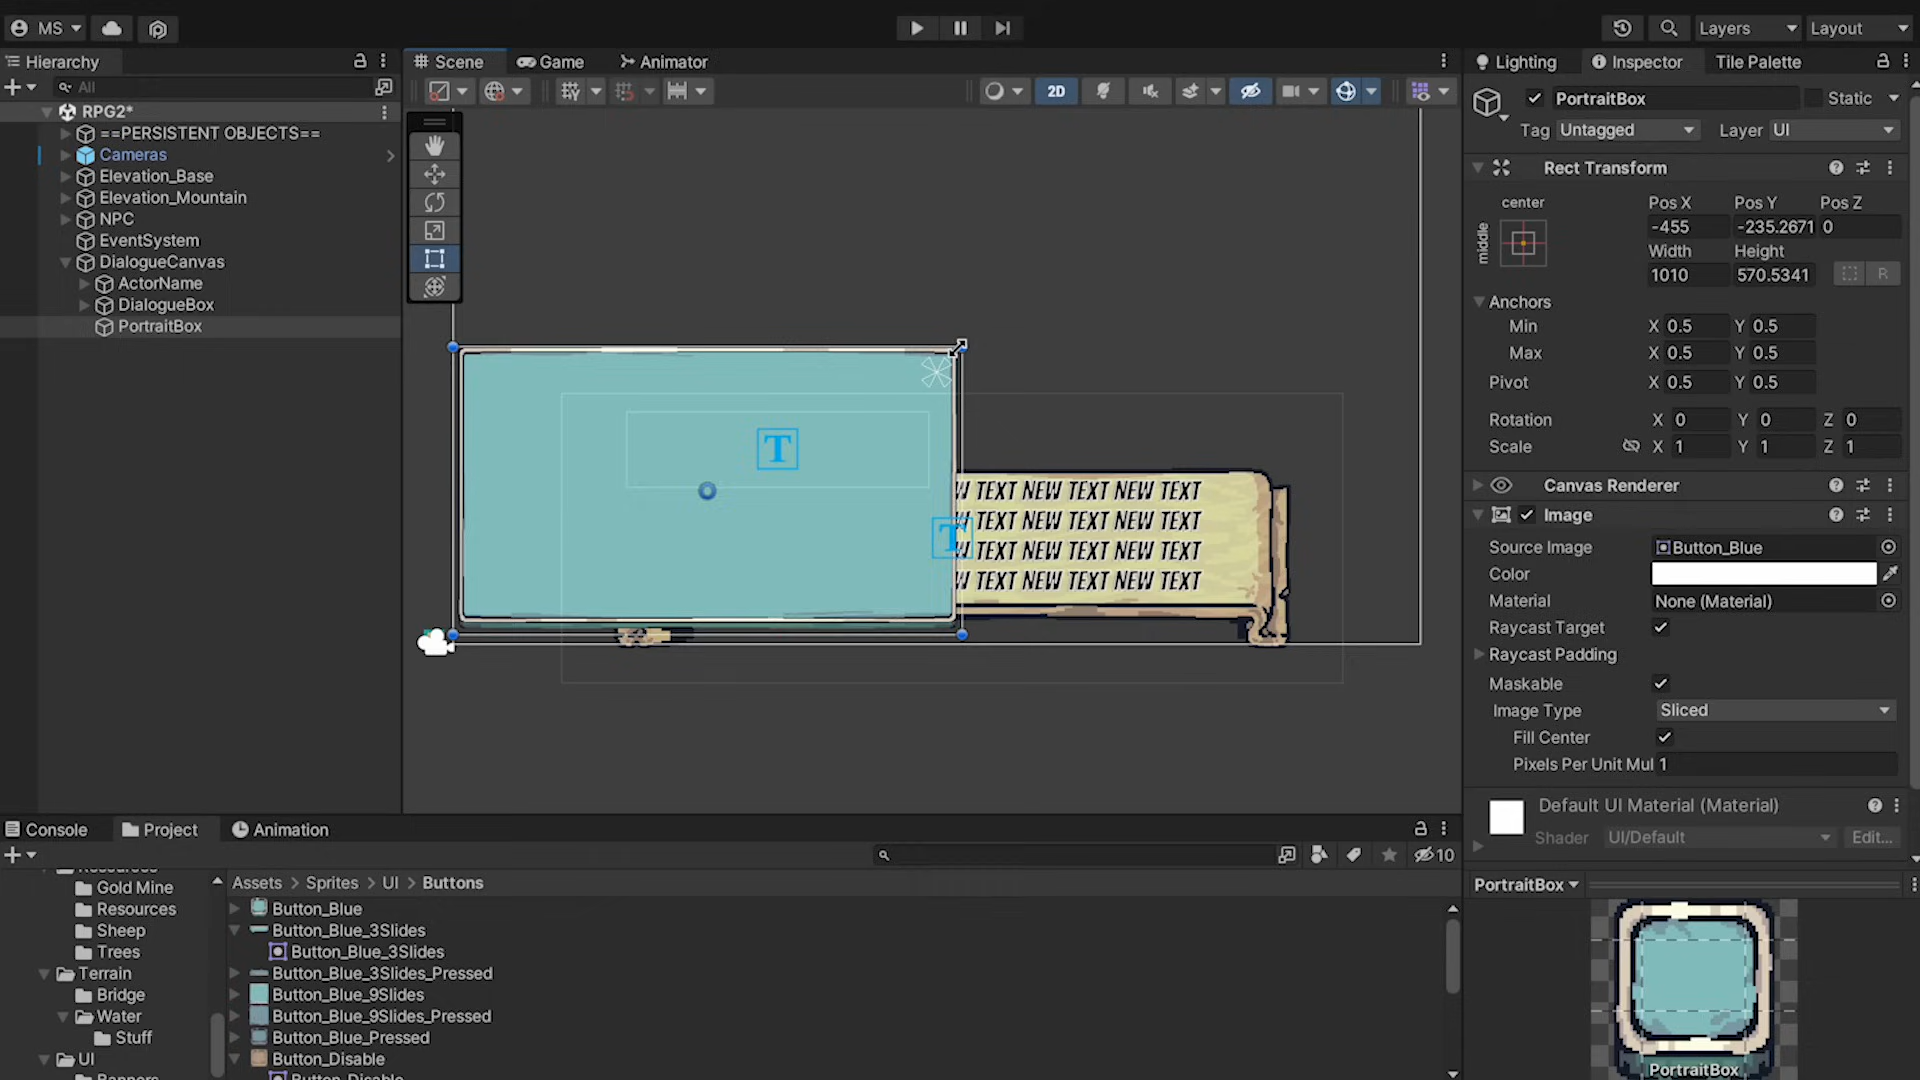 MS
Layers
Layout
Hierarchy
All
RPG2*
==PERSISTENT OBJECTS==
Cameras
Elevation_Base
Elevation_Mountain
NPC
EventSystem
DialogueCanvas
ActorName
DialogueBox
PortraitBox
Scene
Game
Animator
2D
T
T
W TEXT NEW TEXT NEW TEXT
W TEXT NEW TEXT NEW TEXT
W TEXT NEW TEXT NEW TEXT
W TEXT NEW TEXT NEW TEXT
Lighting
Inspector
Tile Palette
PortraitBox
Static
Tag Untagged
Layer UI
Rect Transform
center
middle
Pos X Pos Y Pos Z
-455 -235.2671 0
Width Height
1010 570.5341
R
Anchors
Min X 0.5 Y 0.5
Max X 0.5 Y 0.5
Pivot X 0.5 Y 0.5
Rotation X 0 Y 0 Z 0
Scale X 1 Y 1 Z 1
Canvas Renderer
Image
Source Image Button_Blue
Color
Material None (Material)
Raycast Target
Raycast Padding
Maskable
Image Type Sliced
Fill Center
Pixels Per Unit Mul 1
Default UI Material (Material)
Shader UI/Default Edit...
PortraitBox
PortraitBox
Console
Project
Animation
10
Resources
Gold Mine
Resources
Sheep
Trees
Terrain
Bridge
Water
Stuff
UI
Banners
Assets > Sprites > UI > Buttons
Button_Blue
Button_Blue_3Slides
Button_Blue_3Slides
Button_Blue_3Slides_Pressed
Button_Blue_9Slides
Button_Blue_9Slides_Pressed
Button_Blue_Pressed
Button_Disable
Button_Disable